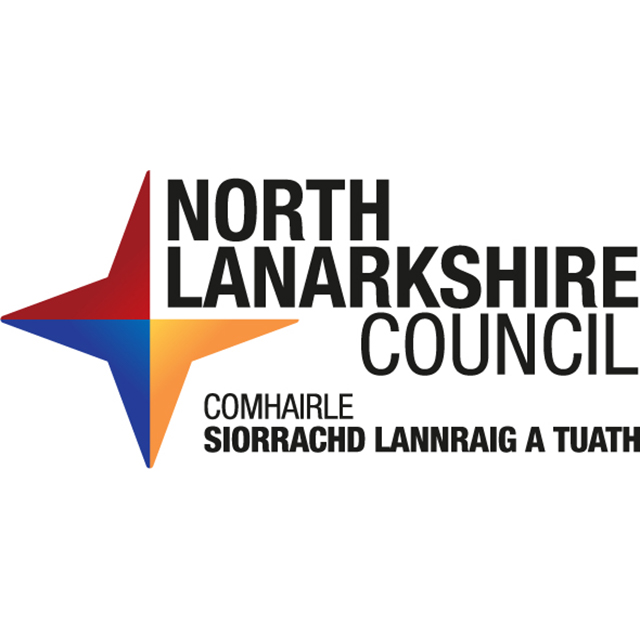 NORTH
LANARKSHIRE
COUNCIL
COMHAIRLE
SIORRACHD LANNRAIG A TUATH